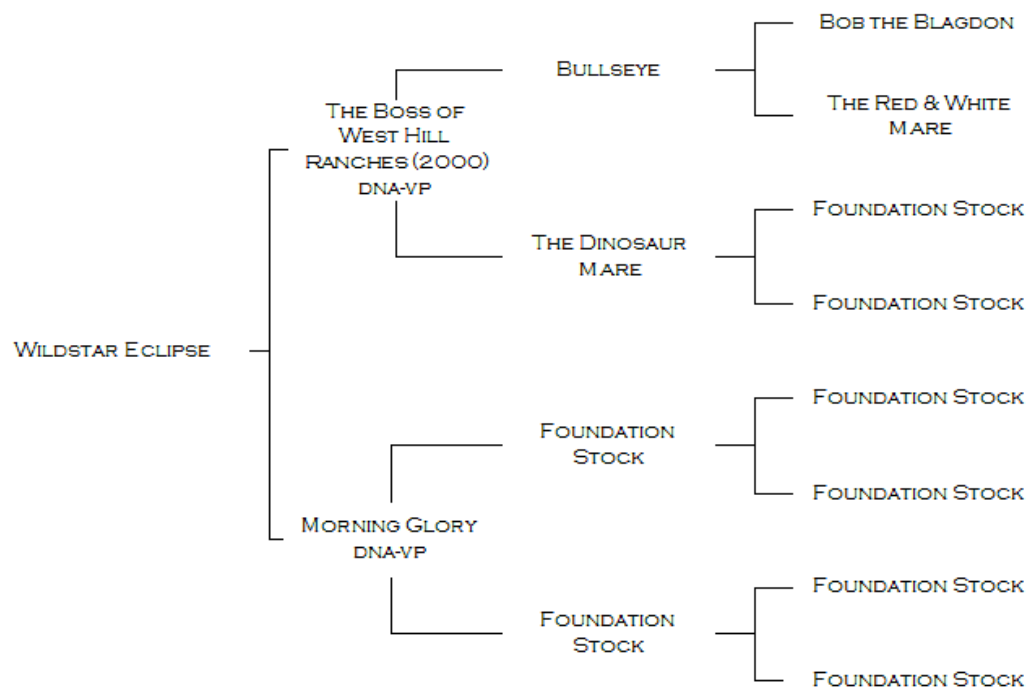 Bob the Blagdon
Bullseye
The Red & White
Mare
The Boss of
West Hill
Ranches (2000)
DNA-VP
Foundation Stock
The Dinosaur
Mare
Foundation Stock
Wildstar Eclipse
Foundation Stock
Foundation
Stock
Foundation Stock
Morning Glory
DNA-VP
Foundation Stock
Foundation
Stock
Foundation Stock